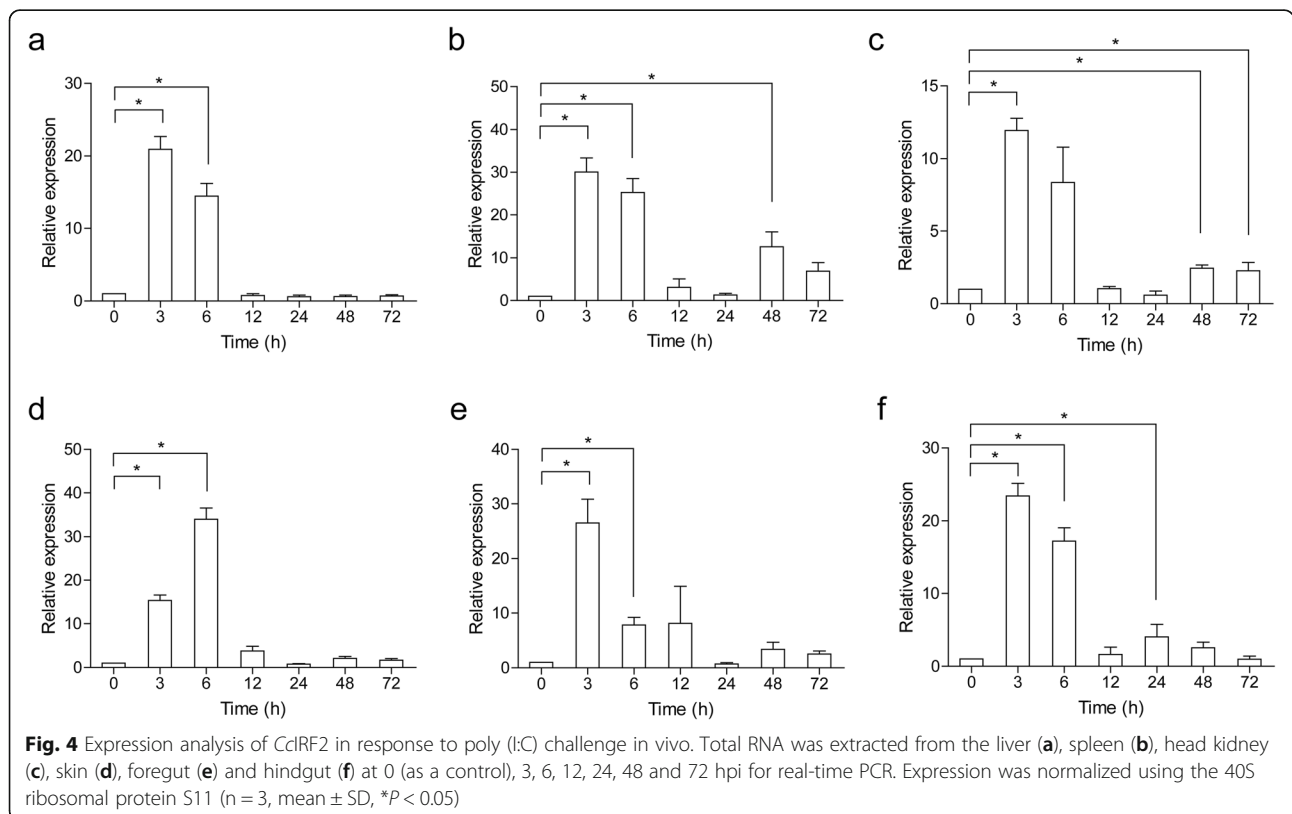 a
*
*
30
20
10
0
Relative expression
0 3 6 12 24 48 72
Time (h)
b
*
*
*
50
40
30
20
10
0
Relative expression
0 3 6 12 24 48 72
Time (h)
c
*
*
*
15
10
5
0
Relative expression
0 3 6 12 24 48 72
Time (h)
d
*
*
50
40
30
20
10
0
Relative expression
0 3 6 12 24 48 72
Time (h)
e
*
*
40
30
20
10
0
Relative expression
0 3 6 12 24 48 72
Time (h)
f
*
*
*
30
20
10
0
Relative expression
0 3 6 12 24 48 72
Time (h)
Fig. 4 Expression analysis of CcIRF2 in response to poly (I:C) challenge in vivo. Total RNA was extracted from the liver (a), spleen (b), head kidney
(c), skin (d), foregut (e) and hindgut (f) at 0 (as a control), 3, 6, 12, 24, 48 and 72 hpi for real-time PCR. Expression was normalized using the 40S
ribosomal protein S11 (n = 3, mean ± SD, *P < 0.05)